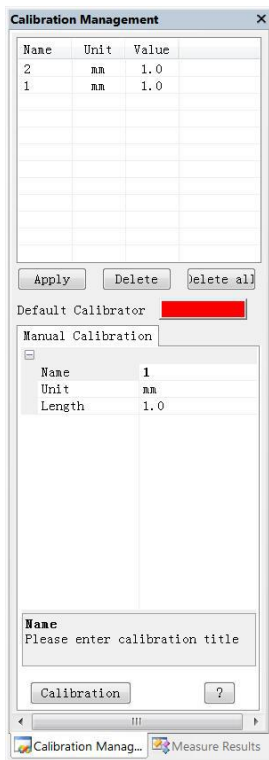 Calibration Management ×
Name Unit Value
2 mm 1.0
1 mm 1.0
Apply Delete Delete all
Default Calibrator
Manual Calibration
Name 1
Unit mm
Length 1.0
Name
Please enter calibration title
Calibration ?
Calibration Manag... Measure Results